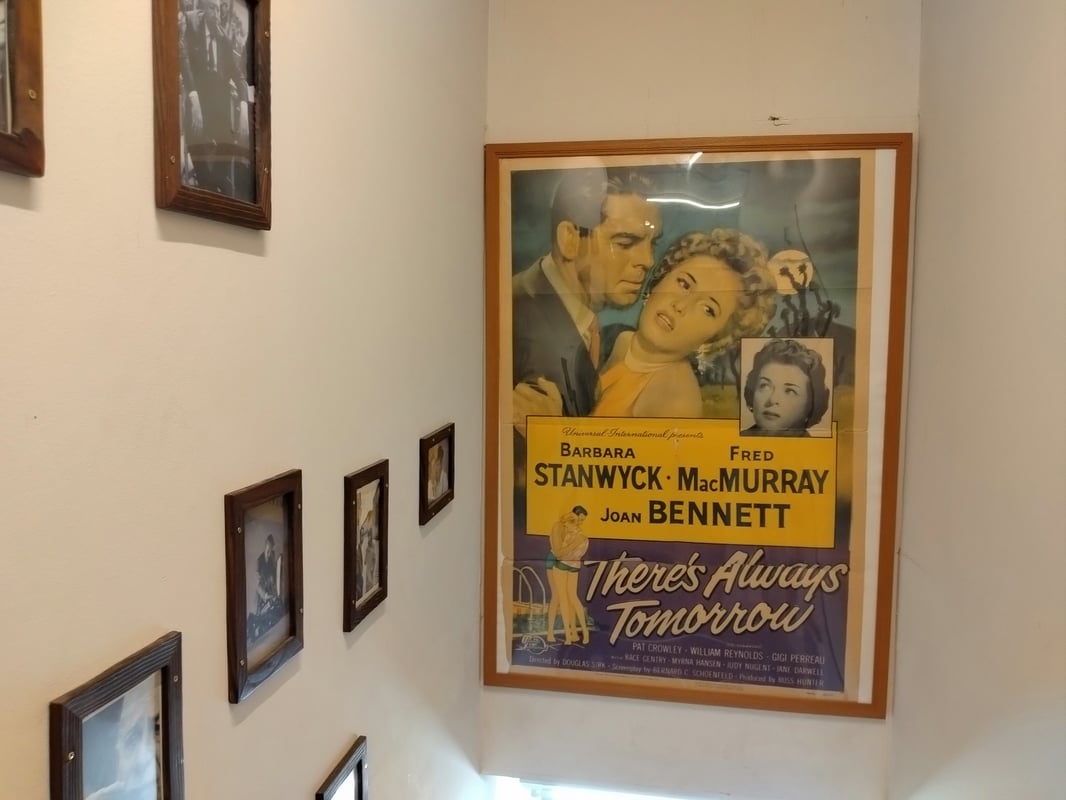 Universal-International presents
BARBARA FRED
STANWYCK · MacMURRAY
JOAN BENNETT
There's Always
Tomorrow
PAT CROWLEY · WILLIAM REYNOLDS · GIGI PERREAU
with RACE GENTRY · MYRNA HANSEN · JUDY NUGENT · JANE DARWELL
Directed by DOUGLAS SIRK · Screenplay by BERNARD C. SCHOENFELD · Produced by ROSS HUNTER